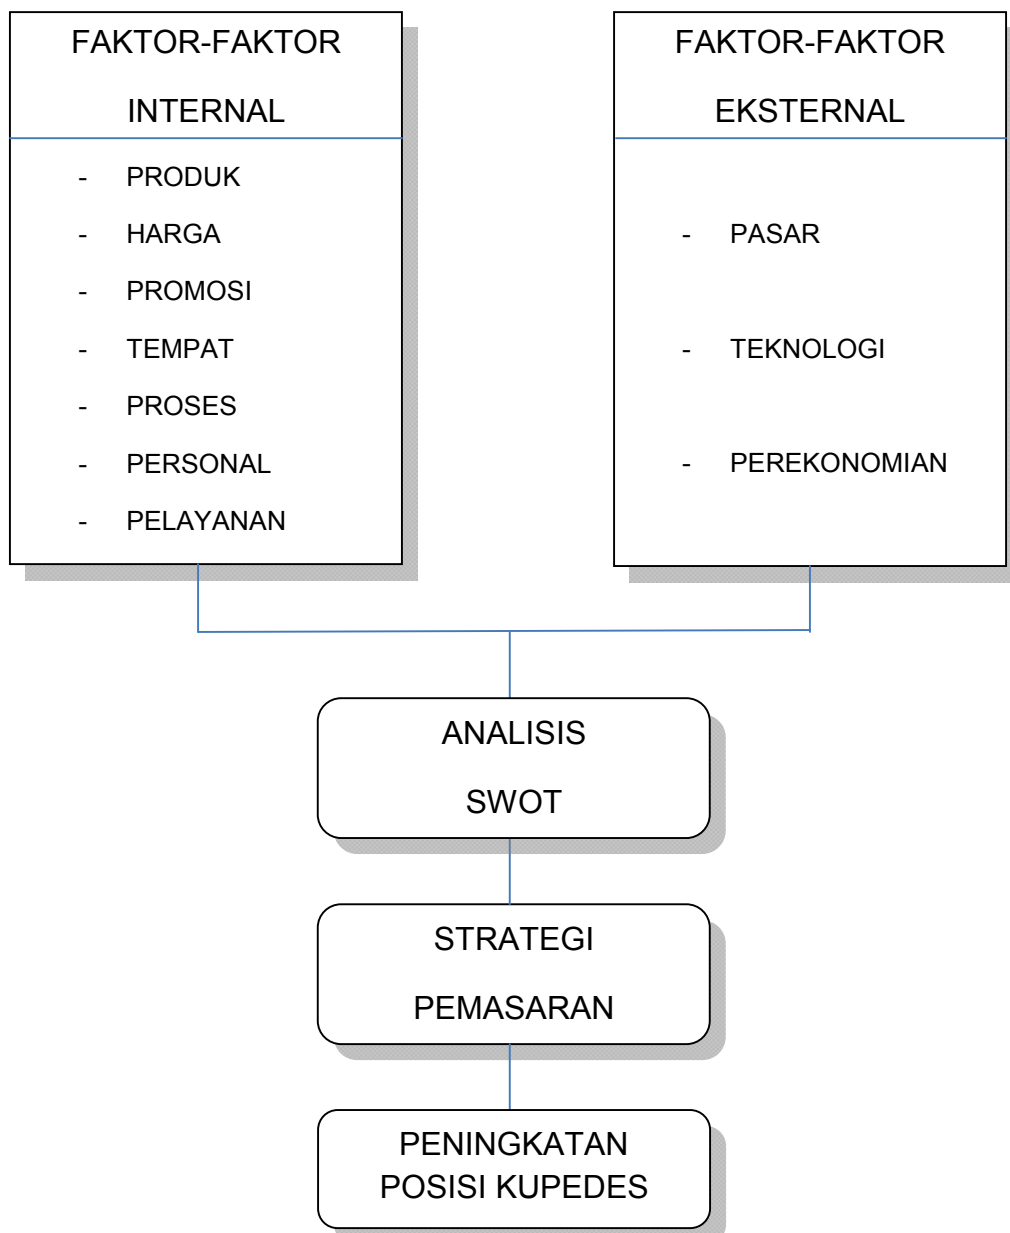 FAKTOR-FAKTOR
INTERNAL
- PRODUK
- HARGA
- PROMOSI
- TEMPAT
- PROSES
- PERSONAL
- PELAYANAN
FAKTOR-FAKTOR
EKSTERNAL
- PASAR
- TEKNOLOGI
- PEREKONOMIAN
ANALISIS
SWOT
STRATEGI
PEMASARAN
PENINGKATAN
POSISI KUPEDES